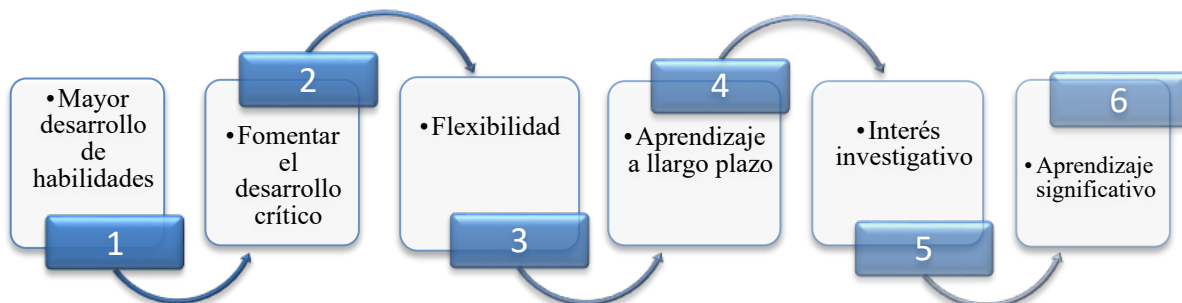 •Mayor
desarrollo
de
habilidades
1
2
•Fomentar
el
desarrollo
crítico
•Flexibilidad
3
4
•Aprendizaje
a llargo plazo
•Interés
investigativo
5
6
•Aprendizaje
significativo